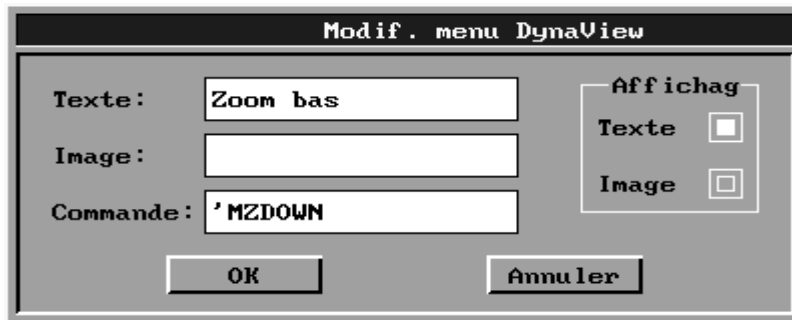 Modif. menu DynaView
Texte: Zoom bas
Image:
Commande: 'MZDOWN
Affichag
Texte
Image
OK Annuler